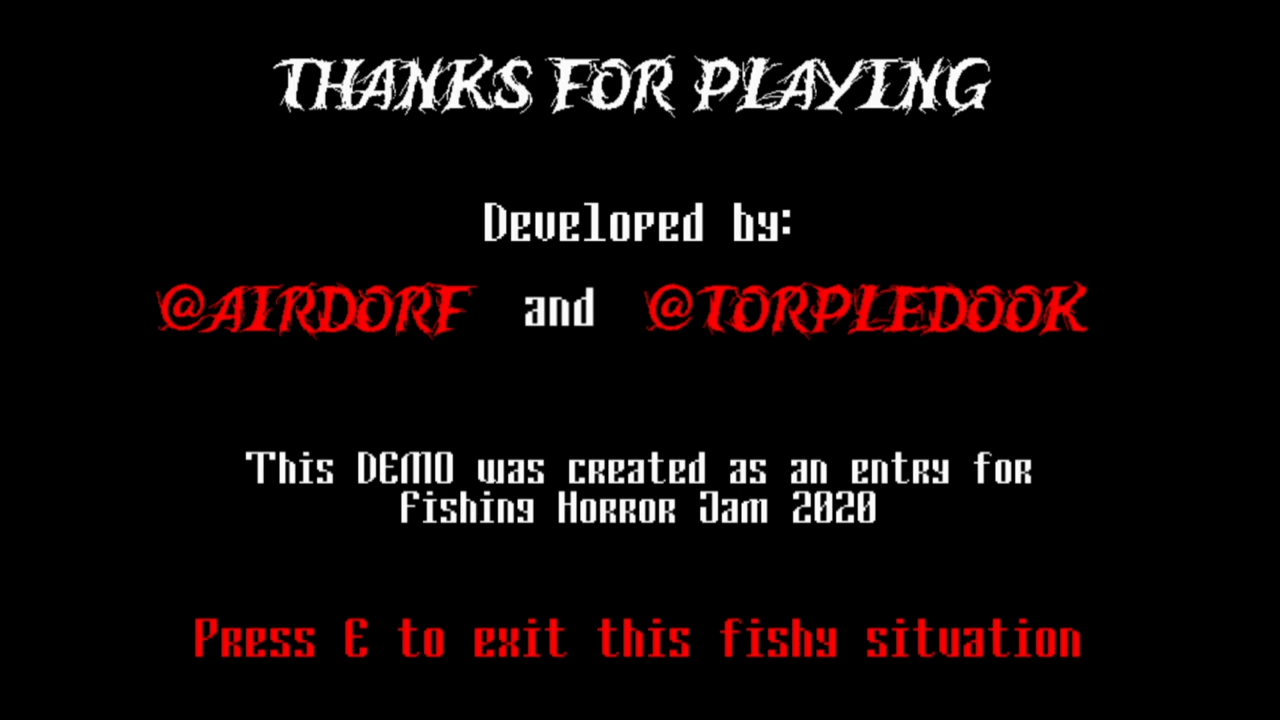 THANKS FOR PLAYING
Developed by:
@AIRDORF and @TORPLEDOOK
This DEMO was created as an entry for
Fishing Horror Jam 2020
Press E to exit this fishy situation